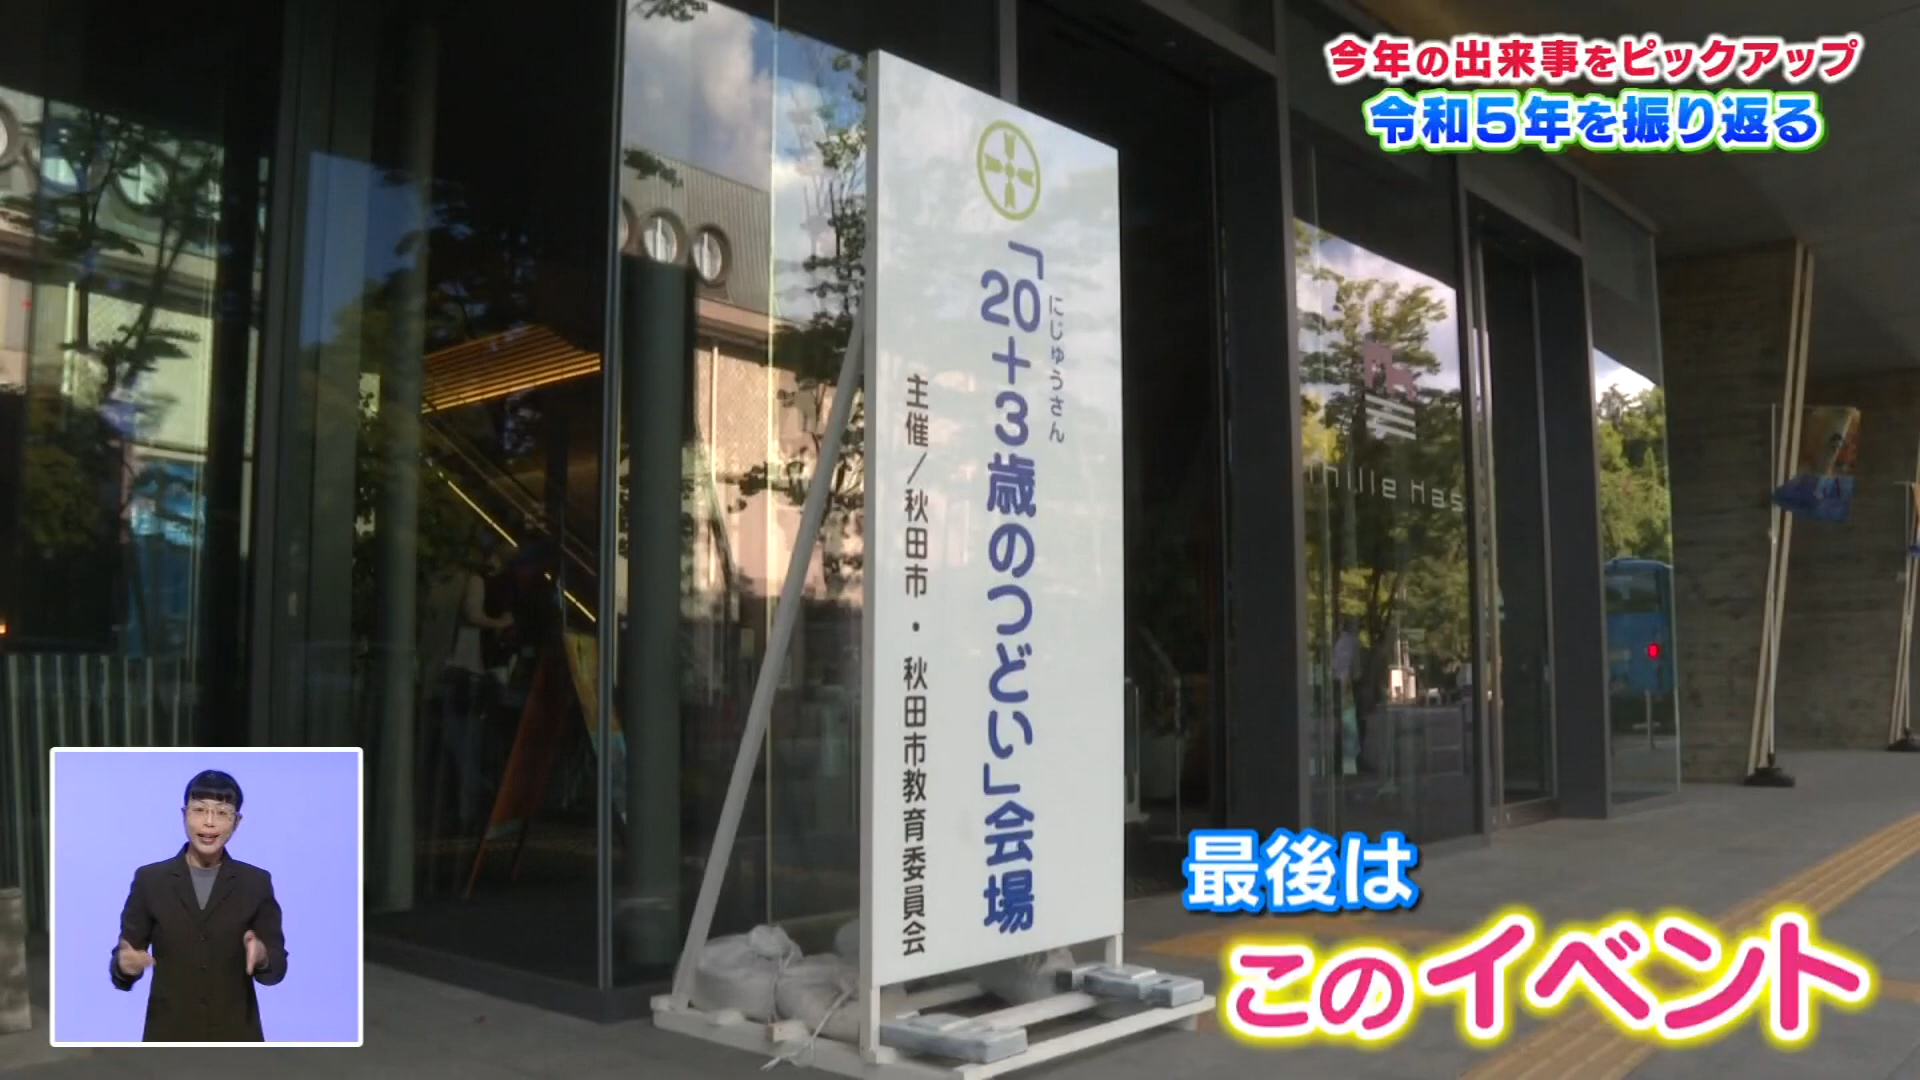 今年の出来事をピックアップ
令和5年を振り返る
「20+3歳のつどい」会場
にじゅうさん
主催/秋田市・秋田市教育委員会
mille Has
最後は
このイベント